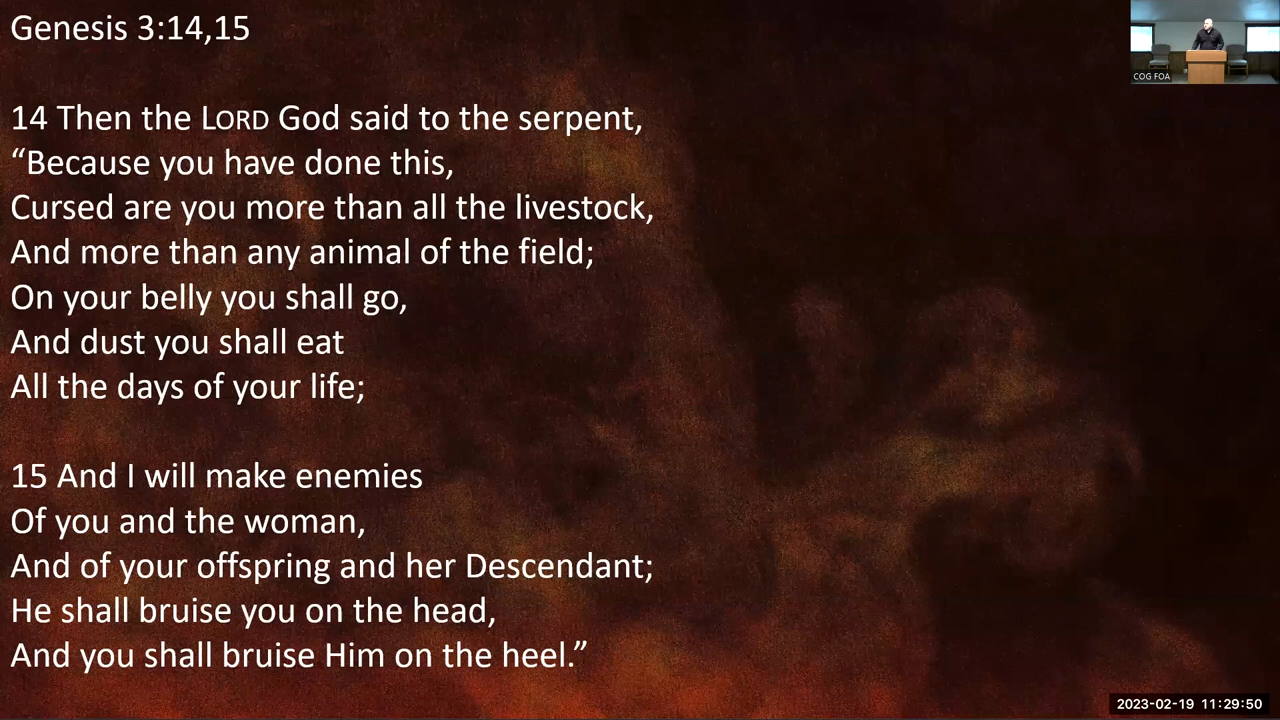 Genesis 3:14,15
COG FOA
14 Then the LORD God said to the serpent,
“Because you have done this,
Cursed are you more than all the livestock,
And more than any animal of the field;
On your belly you shall go,
And dust you shall eat
All the days of your life;
15 And I will make enemies
Of you and the woman,
And of your offspring and her Descendant;
He shall bruise you on the head,
And you shall bruise Him on the heel.”
2023-02-19 11:29:50